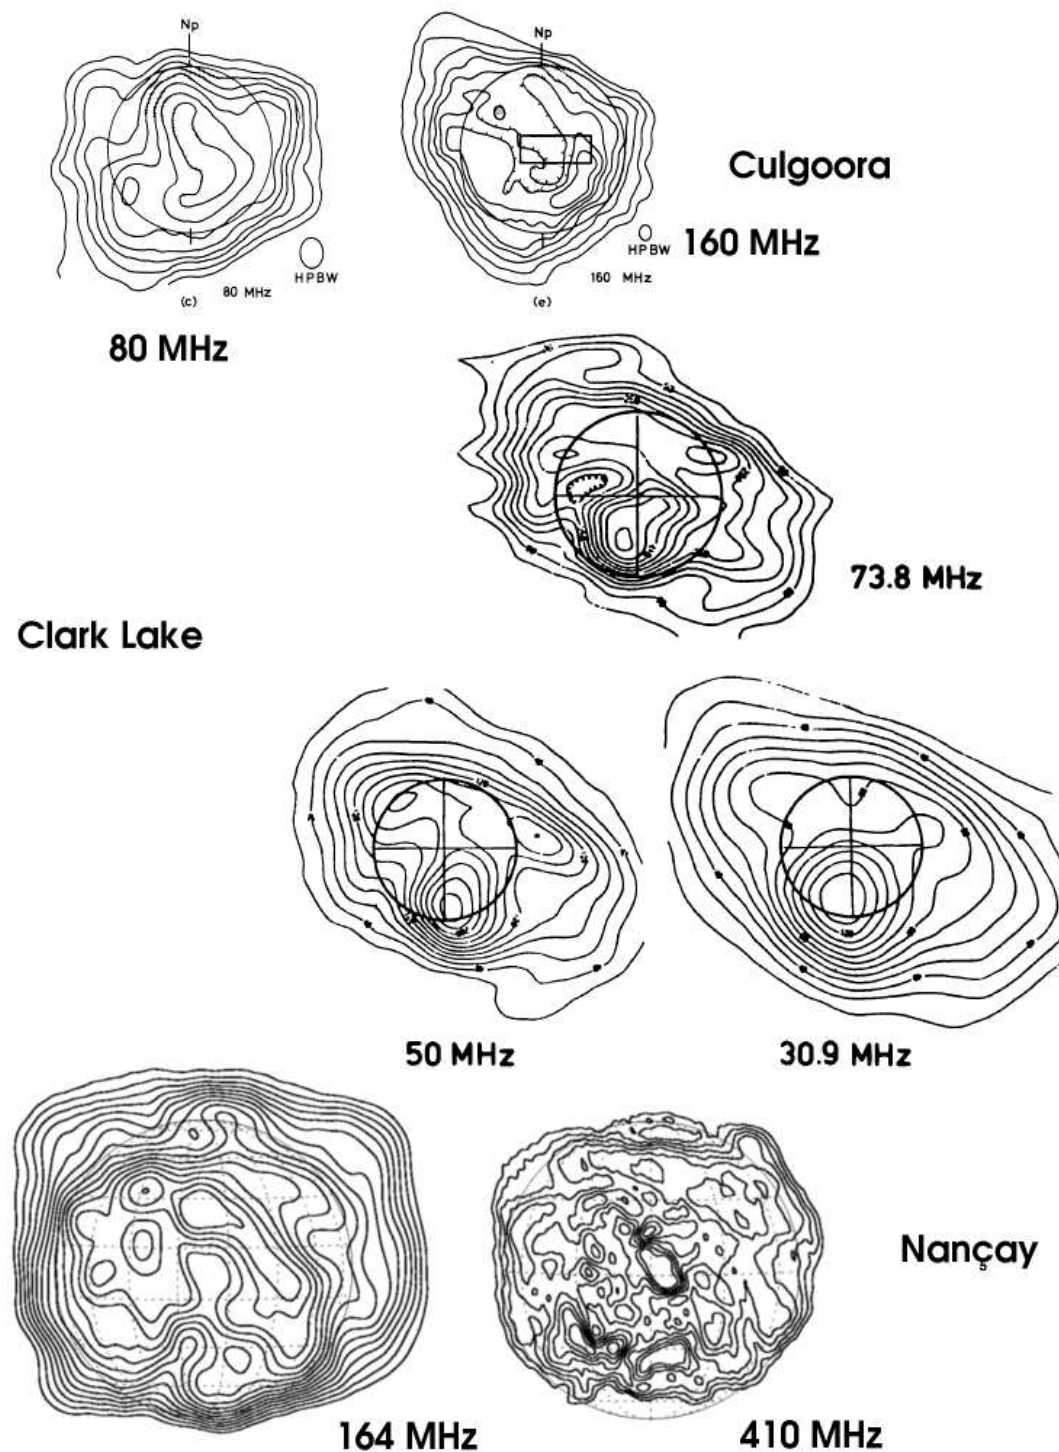 Np
Np
Culgoora
HPBW
HPBW
160 MHz
80 MHz
160 MHz
(c)
(e)
80 MHz
73.8 MHz
Clark Lake
50 MHz
30.9 MHz
Nançay
164 MHz
410 MHz